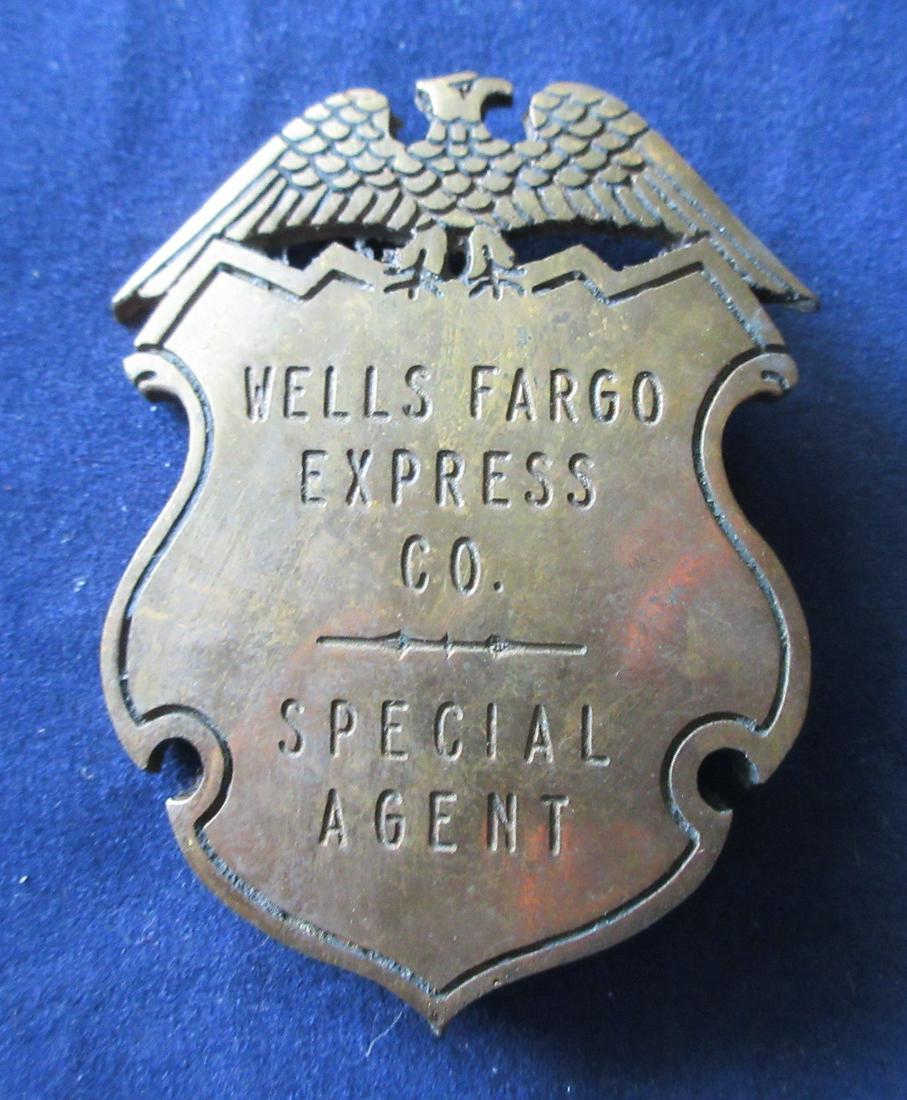 WELLS FARGO
EXPRESS
CO.
SPECIAL
AGENT